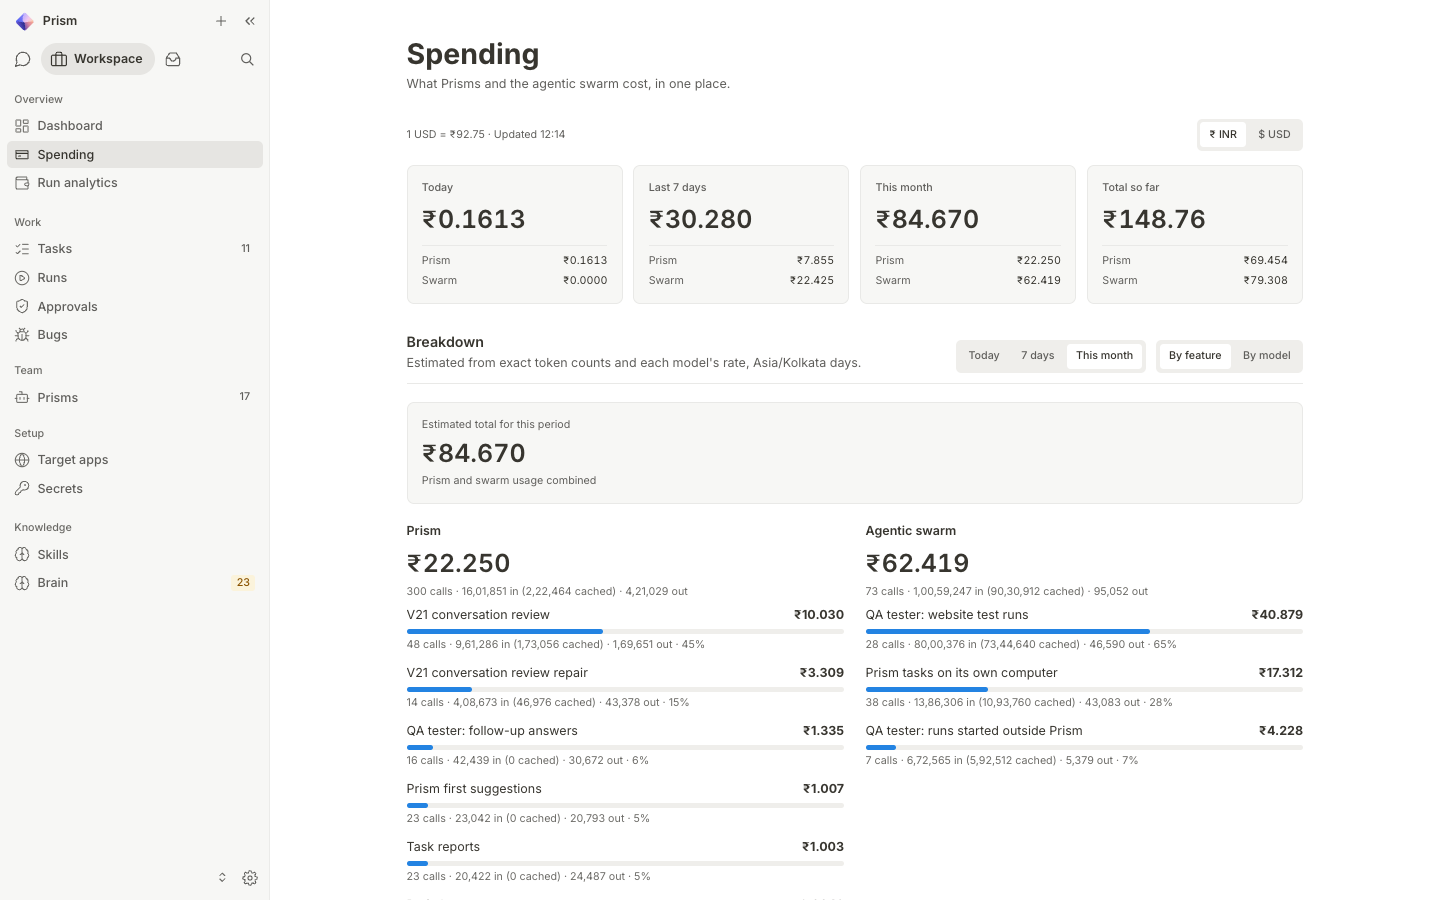 Prism
Workspace
Overview
Dashboard
Spending
Run analytics
Work
Tasks 11
Runs
Approvals
Bugs
Team
Prisms 17
Setup
Target apps
Secrets
Knowledge
Skills
Brain 23
Spending
What Prisms and the agentic swarm cost, in one place.
1 USD = ₹92.75 · Updated 12:14
₹ INR $ USD
Today
₹0.1613
Prism ₹0.1613
Swarm ₹0.0000
Last 7 days
₹30.280
Prism ₹7.855
Swarm ₹22.425
This month
₹84.670
Prism ₹22.250
Swarm ₹62.419
Total so far
₹148.76
Prism ₹69.454
Swarm ₹79.308
Breakdown
Estimated from exact token counts and each model's rate, Asia/Kolkata days.
Today 7 days This month By feature By model
Estimated total for this period
₹84.670
Prism and swarm usage combined
Prism
₹22.250
300 calls · 16,01,851 in (2,22,464 cached) · 4,21,029 out
V21 conversation review ₹10.030
48 calls · 9,61,286 in (1,73,056 cached) · 1,69,651 out · 45%
V21 conversation review repair ₹3.309
14 calls · 4,08,673 in (46,976 cached) · 43,378 out · 15%
QA tester: follow-up answers ₹1.335
16 calls · 42,439 in (0 cached) · 30,672 out · 6%
Prism first suggestions ₹1.007
23 calls · 23,042 in (0 cached) · 20,793 out · 5%
Task reports ₹1.003
23 calls · 20,422 in (0 cached) · 24,487 out · 5%
Agentic swarm
₹62.419
73 calls · 1,00,59,247 in (90,30,912 cached) · 95,052 out
QA tester: website test runs ₹40.879
28 calls · 80,00,376 in (73,44,640 cached) · 46,590 out · 65%
Prism tasks on its own computer ₹17.312
38 calls · 13,86,306 in (10,93,760 cached) · 43,083 out · 28%
QA tester: runs started outside Prism ₹4.228
7 calls · 6,72,565 in (5,92,512 cached) · 5,379 out · 7%